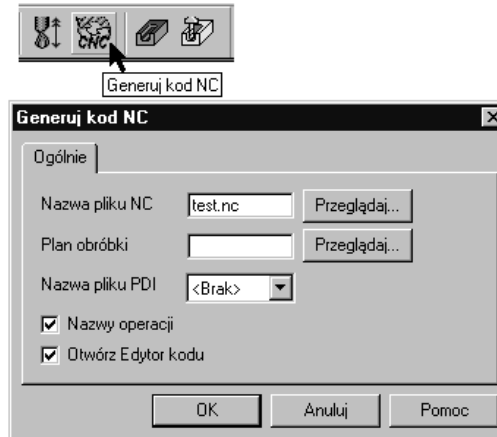 CNC
Generuj kod NC
Generuj kod NC
Ogólnie
Nazwa pliku NC test.nc Przeglądaj...
Plan obróbki Przeglądaj...
Nazwa pliku PDI <Brak>
Nazwy operacji
Otwórz Edytor kodu
OK Anuluj Pomoc